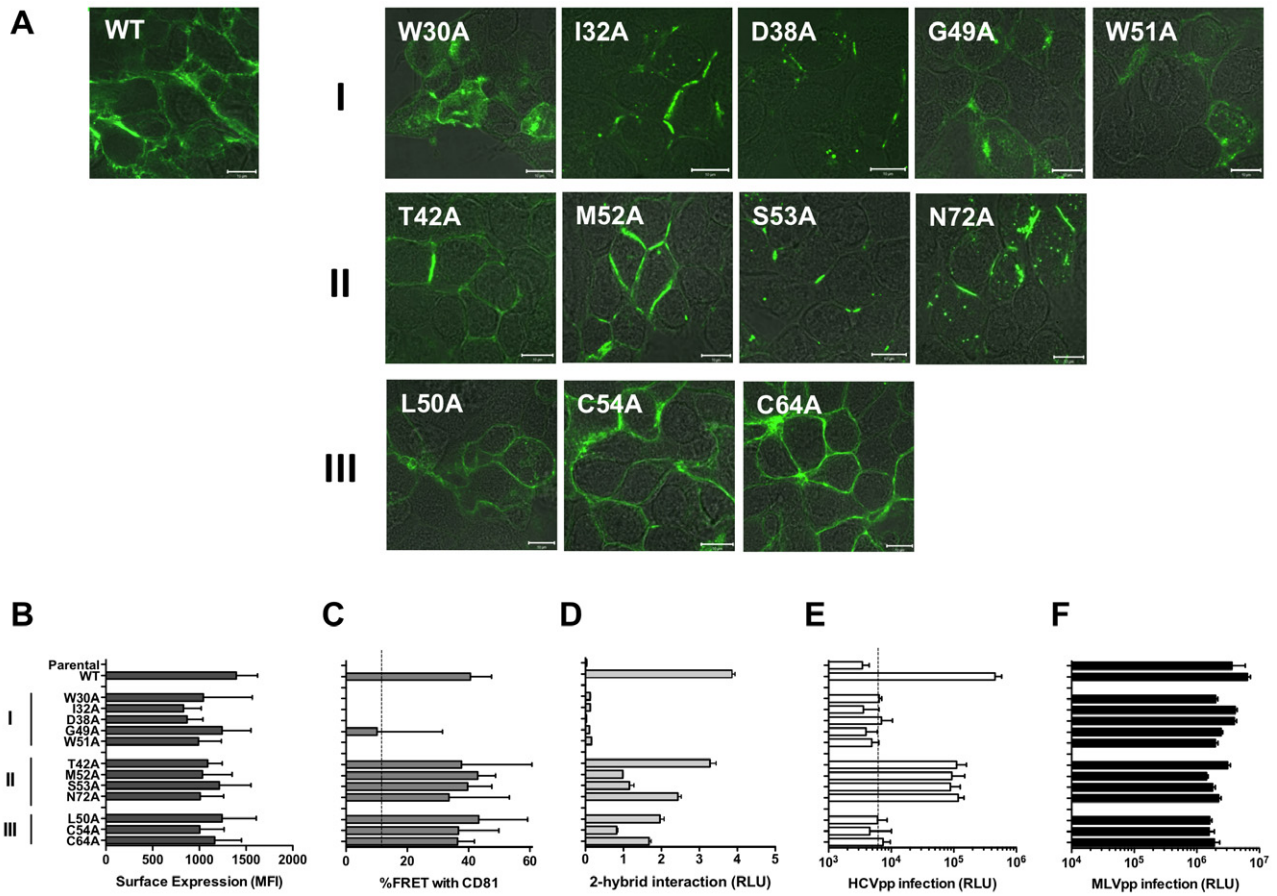 A
WT
I
W30A
I32A
D38A
G49A
W51A
II
T42A
M52A
S53A
N72A
III
L50A
C54A
C64A
B
Parental
WT
I
W30A
I32A
D38A
G49A
W51A
II
T42A
M52A
S53A
N72A
III
L50A
C54A
C64A
0 500 1000 1500 2000
Surface Expression (MFI)
C
0 20 40 60
%FRET with CD81
D
0 1 2 3 4 5
2-hybrid interaction (RLU)
E
10³ 10⁴ 10⁵ 10⁶
HCVpp infection (RLU)
F
10⁴ 10⁵ 10⁶ 10⁷
MLVpp infection (RLU)